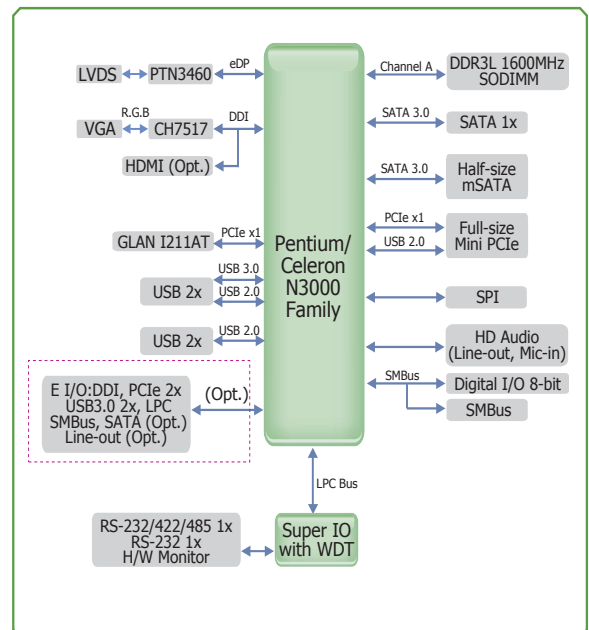 LVDS
PTN3460
eDP
R.G.B
VGA
CH7517
DDI
HDMI (Opt.)
GLAN I211AT
PCIe x1
USB 2x
USB 3.0
USB 2.0
USB 2x
USB 2.0
E I/O:DDI, PCIe 2x
USB3.0 2x, LPC
SMBus, SATA (Opt.)
Line-out (Opt.)
(Opt.)
Pentium/
Celeron
N3000
Family
Channel A
DDR3L 1600MHz
SODIMM
SATA 3.0
SATA 1x
SATA 3.0
Half-size
mSATA
PCIe x1
USB 2.0
Full-size
Mini PCIe
SPI
HD Audio
(Line-out, Mic-in)
SMBus
Digital I/O 8-bit
SMBus
LPC Bus
RS-232/422/485 1x
RS-232 1x
H/W Monitor
Super IO
with WDT